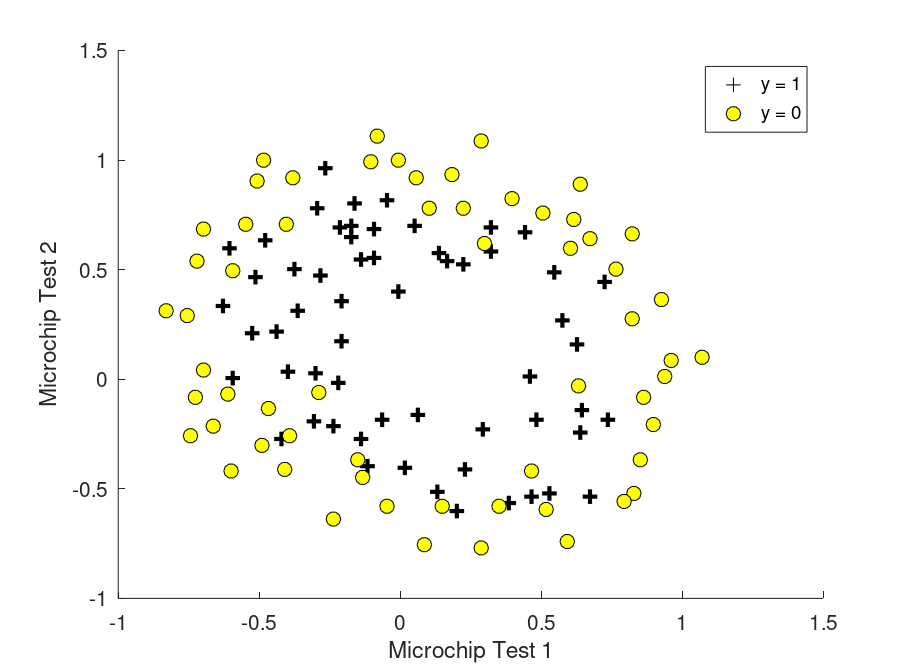 1.5
y = 1
y = 0
1
0.5
Microchip Test 2
0
-0.5
-1
-1 -0.5 0 0.5 1 1.5
Microchip Test 1